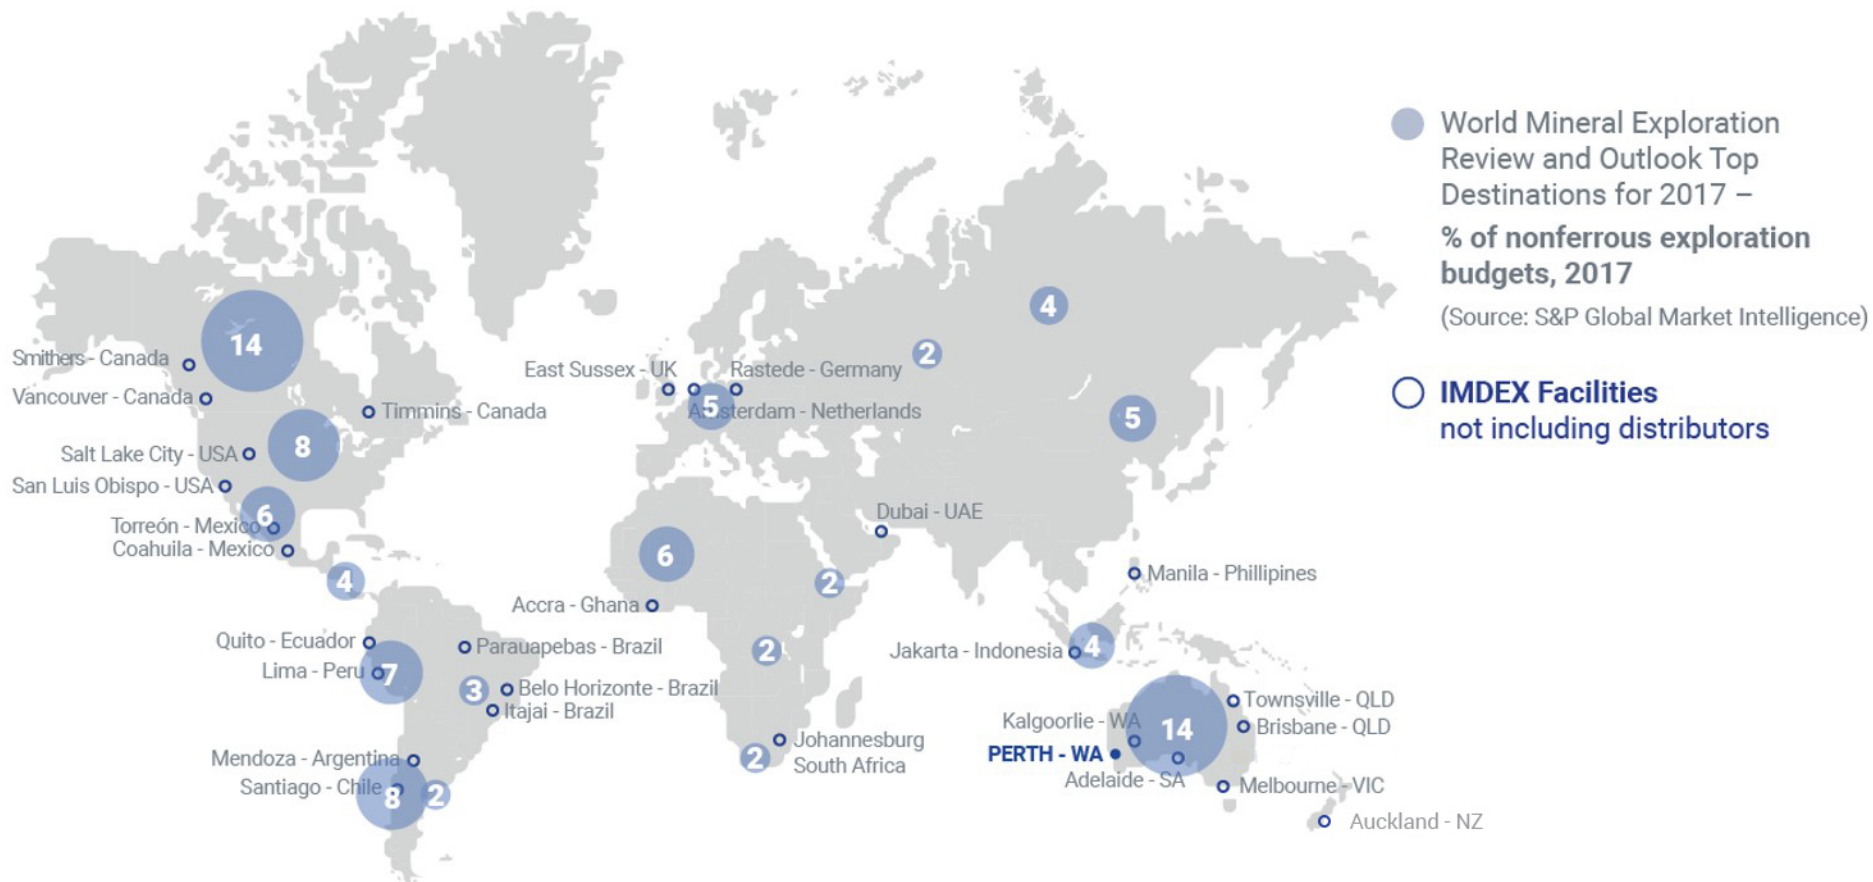 World Mineral Exploration
Review and Outlook Top
Destinations for 2017 –
% of nonferrous exploration
budgets, 2017
(Source: S&P Global Market Intelligence)
IMDEX Facilities
not including distributors
14
Smithers - Canada
Vancouver - Canada
Timmins - Canada
8
Salt Lake City - USA
San Luis Obispo - USA
6
Torreón - Mexico
Coahuila - Mexico
4
Quito - Ecuador
Lima - Peru
7
Parauapebas - Brazil
3
Belo Horizonte - Brazil
Itajai - Brazil
Mendoza - Argentina
Santiago - Chile
8
2
East Sussex - UK
Rastede - Germany
5
Amsterdam - Netherlands
2
4
5
Dubai - UAE
6
2
Accra - Ghana
2
2
Johannesburg
South Africa
Manila - Phillipines
Jakarta - Indonesia
4
Townsville - QLD
Kalgoorlie - WA
14
Brisbane - QLD
PERTH - WA
Adelaide - SA
Melbourne - VIC
Auckland - NZ